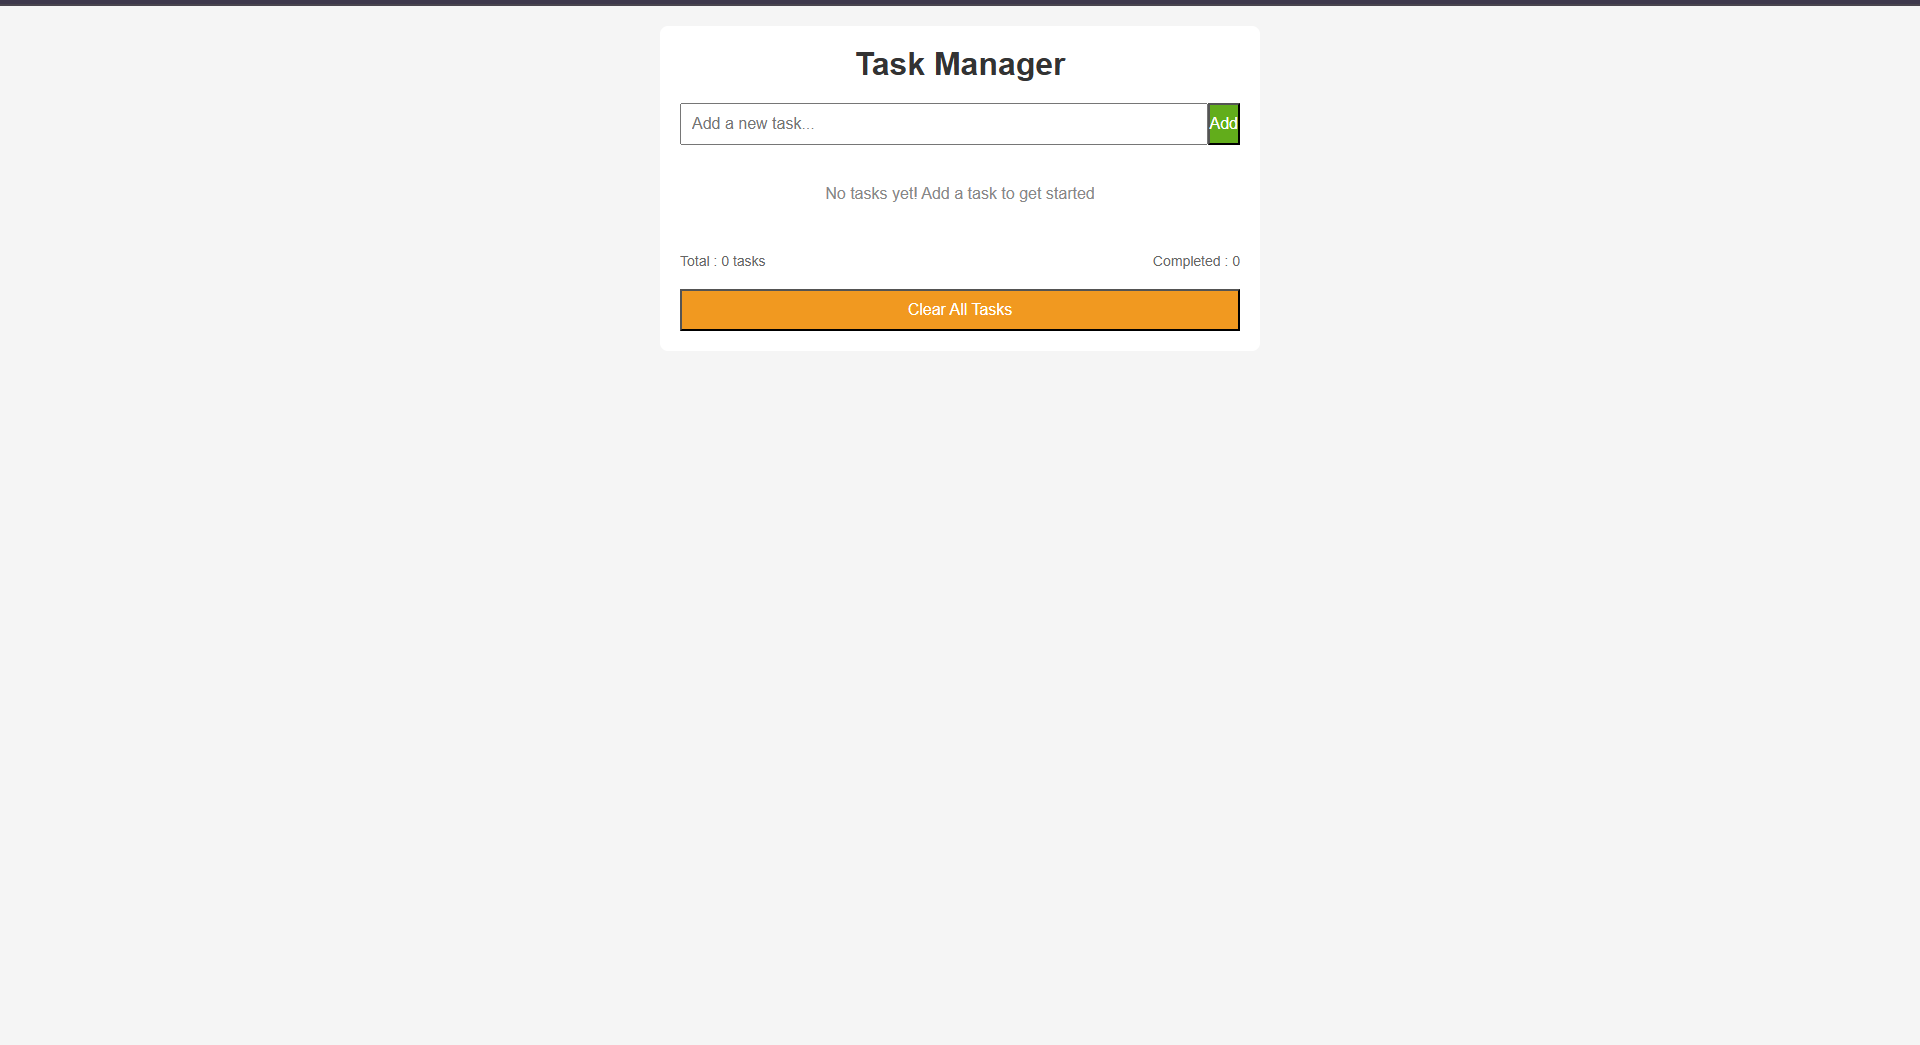 Task Manager
Add a new task...
Add
No tasks yet! Add a task to get started
Total : 0 tasks
Completed : 0
Clear All Tasks